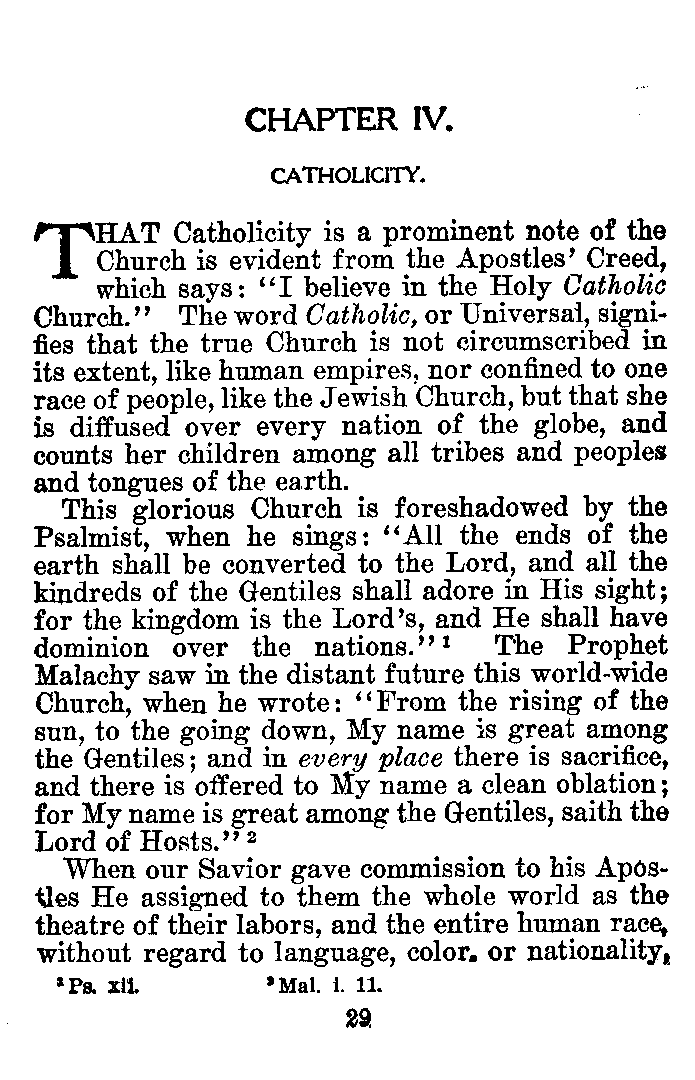 CHAPTER IV.
CATHOLICITY.
THAT Catholicity is a prominent note of the
Church is evident from the Apostles' Creed,
which says: "I believe in the Holy Catholic
Church." The word Catholic, or Universal, signi-
fies that the true Church is not circumscribed in
its extent, like human empires, nor confined to one
race of people, like the Jewish Church, but that she
is diffused over every nation of the globe, and
counts her children among all tribes and peoples
and tongues of the earth.
This glorious Church is foreshadowed by the
Psalmist, when he sings: "All the ends of the
earth shall be converted to the Lord, and all the
kindreds of the Gentiles shall adore in His sight;
for the kingdom is the Lord's, and He shall have
dominion over the nations."¹ The Prophet
Malachy saw in the distant future this world-wide
Church, when he wrote: "From the rising of the
sun, to the going down, My name is great among
the Gentiles; and in every place there is sacrifice,
and there is offered to My name a clean oblation;
for My name is great among the Gentiles, saith the
Lord of Hosts."²
When our Savior gave commission to his Apos-
tles He assigned to them the whole world as the
theatre of their labors, and the entire human race,
without regard to language, color. or nationality,
¹ Ps. xii. ² Mal. i. 11.
29